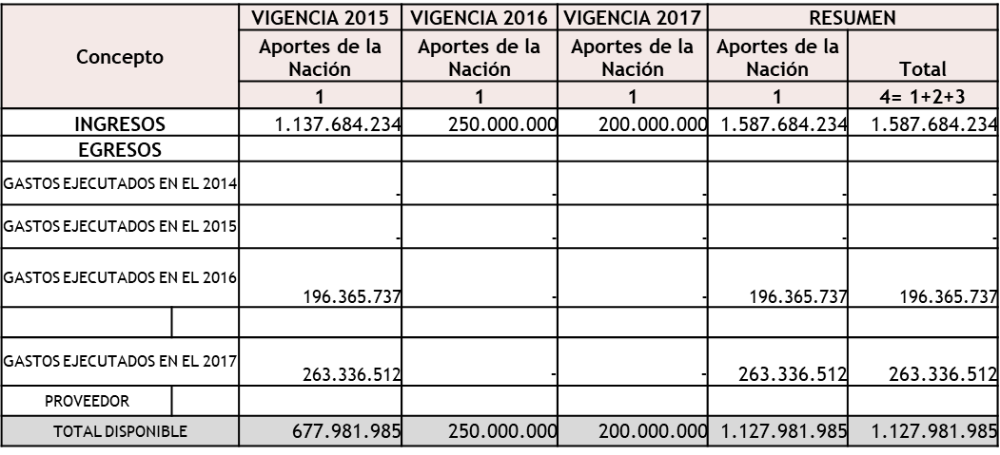 VIGENCIA 2015 VIGENCIA 2016 VIGENCIA 2017 RESUMEN
Concepto
Aportes de la Nación Aportes de la Nación Aportes de la Nación Aportes de la Nación Total
1 1 1 1 4= 1+2+3
INGRESOS 1.137.684.234 250.000.000 200.000.000 1.587.684.234 1.587.684.234
EGRESOS
GASTOS EJECUTADOS EN EL 2014 - - - - -
GASTOS EJECUTADOS EN EL 2015 - - - - -
GASTOS EJECUTADOS EN EL 2016 196.365.737 - - 196.365.737 196.365.737
GASTOS EJECUTADOS EN EL 2017 263.336.512 - - 263.336.512 263.336.512
PROVEEDOR
TOTAL DISPONIBLE 677.981.985 250.000.000 200.000.000 1.127.981.985 1.127.981.985